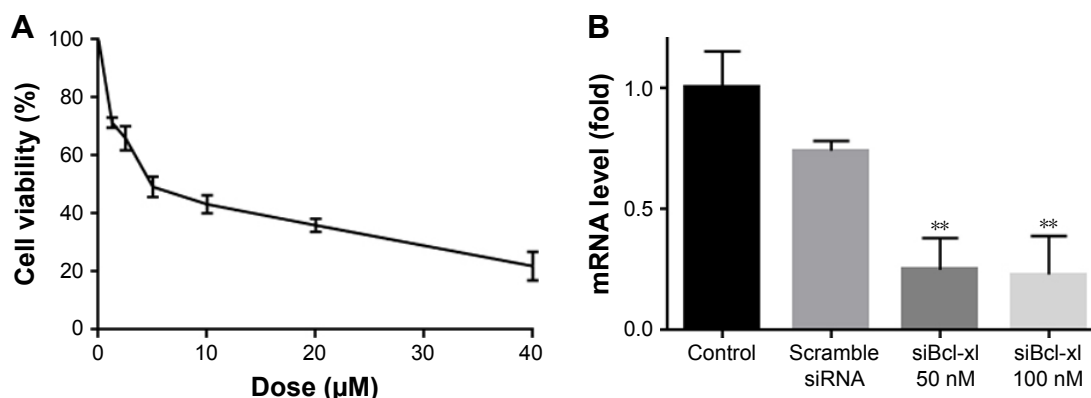 A
Cell viability (%)
100
80
60
40
20
0
0 10 20 30 40
Dose (µM)
B
mRNA level (fold)
1.0
0.5
0.0
** **
Control Scramble siBcl-xl siBcl-xl
siRNA 50 nM 100 nM